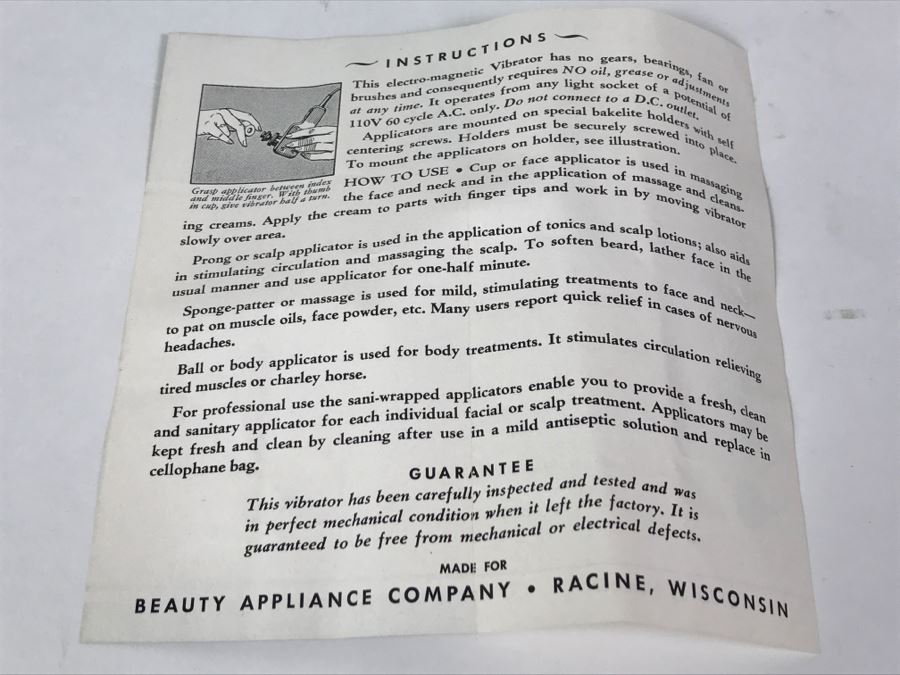 INSTRUCTIONS
This electro-magnetic Vibrator has no gears, bearings, fan or
brushes and consequently requires NO oil, grease or adjustments
at any time. It operates from any light socket of a potential of
110V 60 cycle A.C. only. Do not connect to a D.C. outlet.
Applicators are mounted on special bakelite holders with self
centering screws. Holders must be securely screwed into place.
To mount the applicators on holder, see illustration.
Grasp applicator between index
and middle finger. With thumb
in cup, give vibrator half a turn.
HOW TO USE • Cup or face applicator is used in massaging
the face and neck and in the application of massage and cleans-
ing creams. Apply the cream to parts with finger tips and work in by moving vibrator
slowly over area.
Prong or scalp applicator is used in the application of tonics and scalp lotions; also aids
in stimulating circulation and massaging the scalp. To soften beard, lather face in the
usual manner and use applicator for one-half minute.
Sponge-patter or massage is used for mild, stimulating treatments to face and neck—
to pat on muscle oils, face powder, etc. Many users report quick relief in cases of nervous
headaches.
Ball or body applicator is used for body treatments. It stimulates circulation relieving
tired muscles or charley horse.
For professional use the sani-wrapped applicators enable you to provide a fresh, clean
and sanitary applicator for each individual facial or scalp treatment. Applicators may be
kept fresh and clean by cleaning after use in a mild antiseptic solution and replace in
cellophane bag.
GUARANTEE
This vibrator has been carefully inspected and tested and was
in perfect mechanical condition when it left the factory. It is
guaranteed to be free from mechanical or electrical defects.
MADE FOR
BEAUTY APPLIANCE COMPANY • RACINE, WISCONSIN